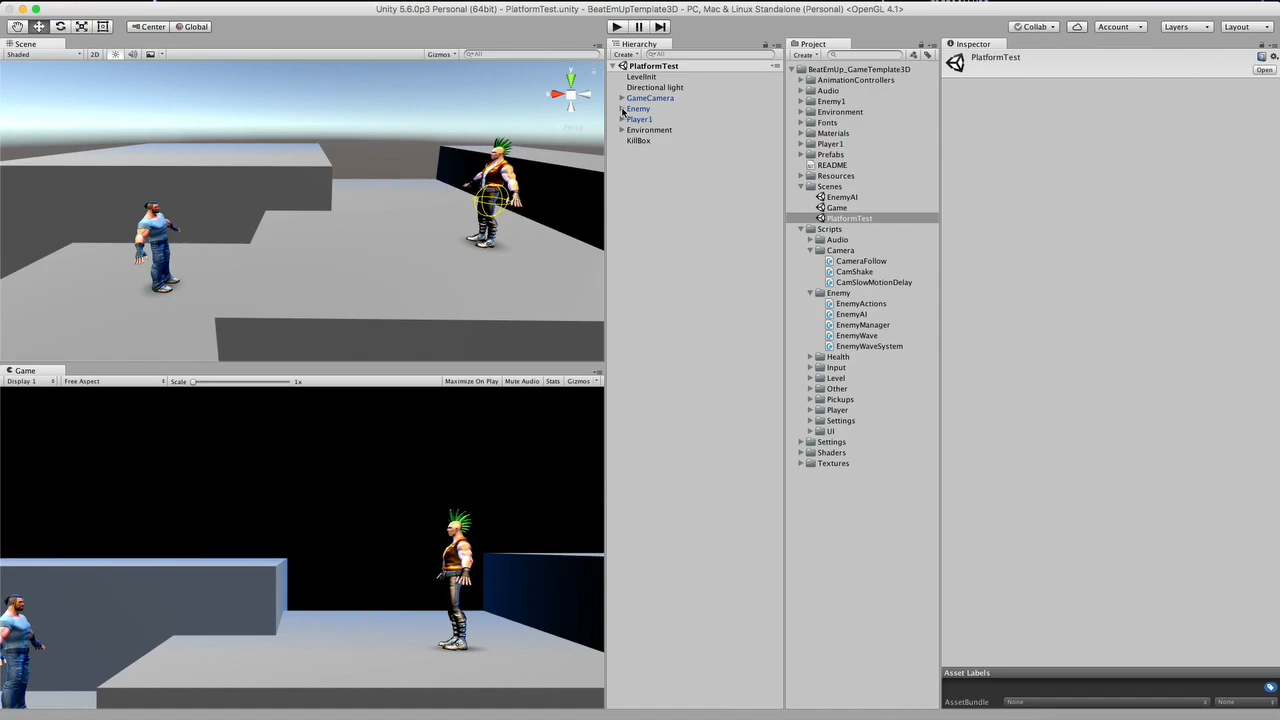 Unity 5.6.0p3 Personal (64bit) - PlatformTest.unity - BeatEmUpTemplate3D - PC, Mac & Linux Standalone (Personal) <OpenGL 4.1>
Center
Global
Collab
Account
Layers
Layout
Scene
Shaded
2D
Gizmos
All
y
x
Persp
Hierarchy
Create
All
PlatformTest
LevelInit
Directional light
GameCamera
Enemy
Player1
Environment
KillBox
Project
Create
BeatEmUp_GameTemplate3D
AnimationControllers
Audio
Enemy1
Environment
Fonts
Materials
Player1
Prefabs
README
Resources
Scenes
EnemyAI
Game
PlatformTest
Scripts
Audio
Camera
CameraFollow
CamShake
CamSlowMotionDelay
Enemy
EnemyActions
EnemyAI
EnemyManager
EnemyWave
EnemyWaveSystem
Health
Input
Level
Other
Pickups
Player
Settings
UI
Settings
Shaders
Textures
Inspector
PlatformTest
Open
Asset Labels
AssetBundle
None
None
Game
Display 1
Free Aspect
Scale
1x
Maximize On Play
Mute Audio
Stats
Gizmos